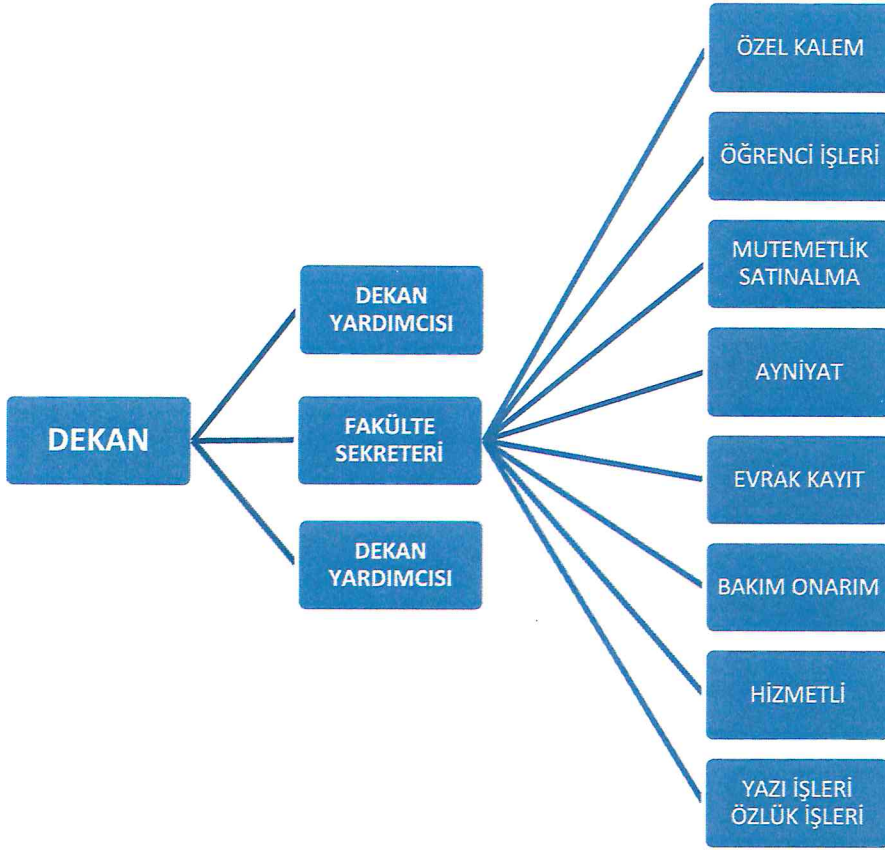 DEKAN
DEKAN
YARDIMCISI
FAKÜLTE
SEKRETERİ
DEKAN
YARDIMCISI
ÖZEL KALEM
ÖĞRENCİ İŞLERİ
MUTEMETLİK
SATINALMA
AYNİYAT
EVRAK KAYIT
BAKIM ONARIM
HİZMETLİ
YAZI İŞLERİ
ÖZLÜK İŞLERİ